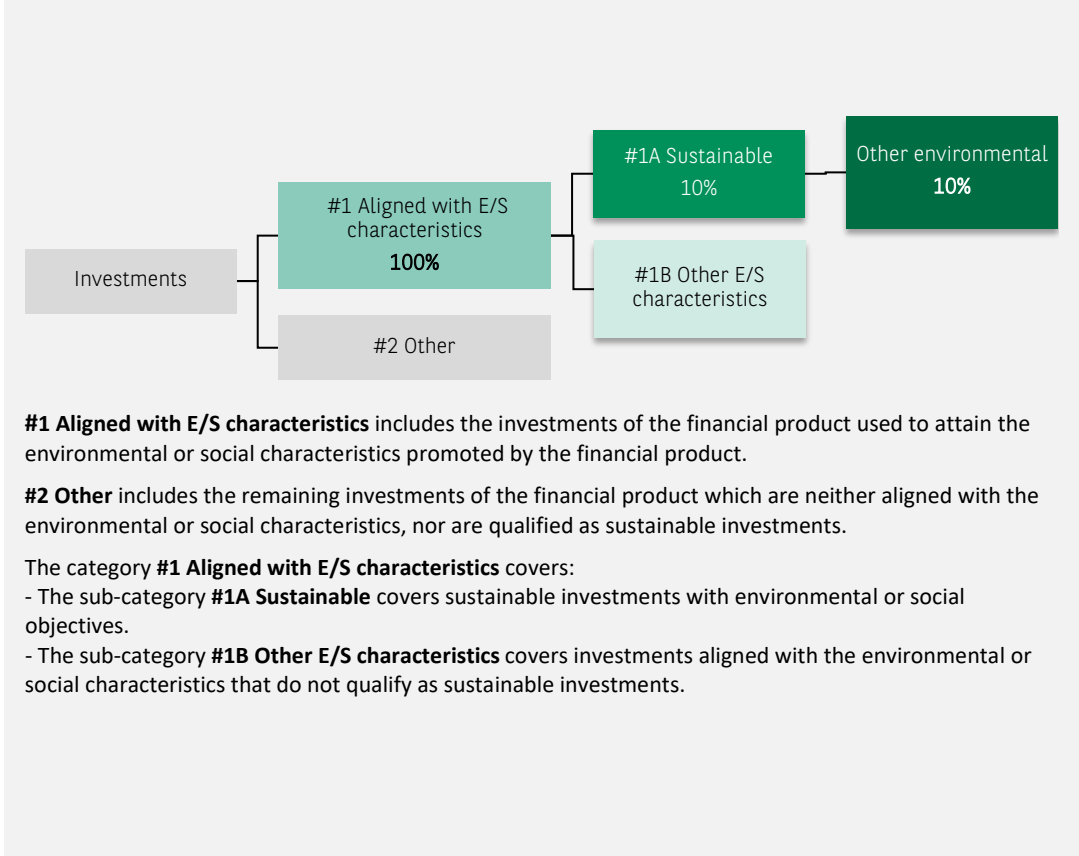 Investments
#1 Aligned with E/S
characteristics
100%
#2 Other
#1A Sustainable
10%
#1B Other E/S
characteristics
Other environmental
10%
#1 Aligned with E/S characteristics includes the investments of the financial product used to attain the
environmental or social characteristics promoted by the financial product.
#2 Other includes the remaining investments of the financial product which are neither aligned with the
environmental or social characteristics, nor are qualified as sustainable investments.
The category #1 Aligned with E/S characteristics covers:
- The sub-category #1A Sustainable covers sustainable investments with environmental or social
objectives.
- The sub-category #1B Other E/S characteristics covers investments aligned with the environmental or
social characteristics that do not qualify as sustainable investments.